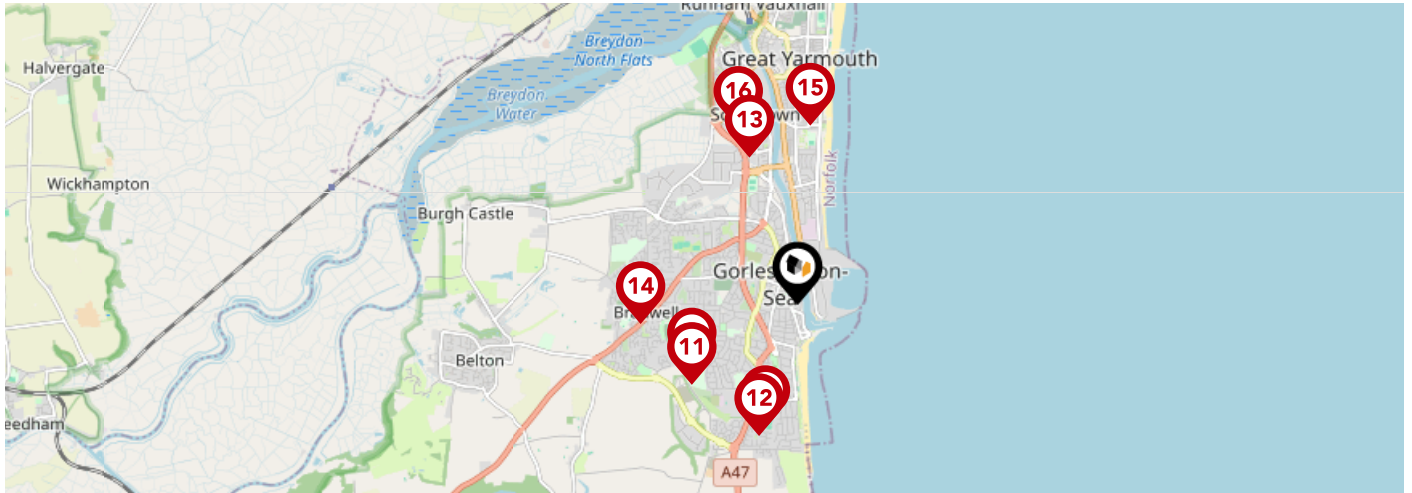 Runham Vauxhall
Breydon
North Flats
Great Yarmouth
Halvergate
16
15
Breydon
Water
13
Wickhampton
Norfolk
Burgh Castle
14
11
Belton
12
eedham
A47